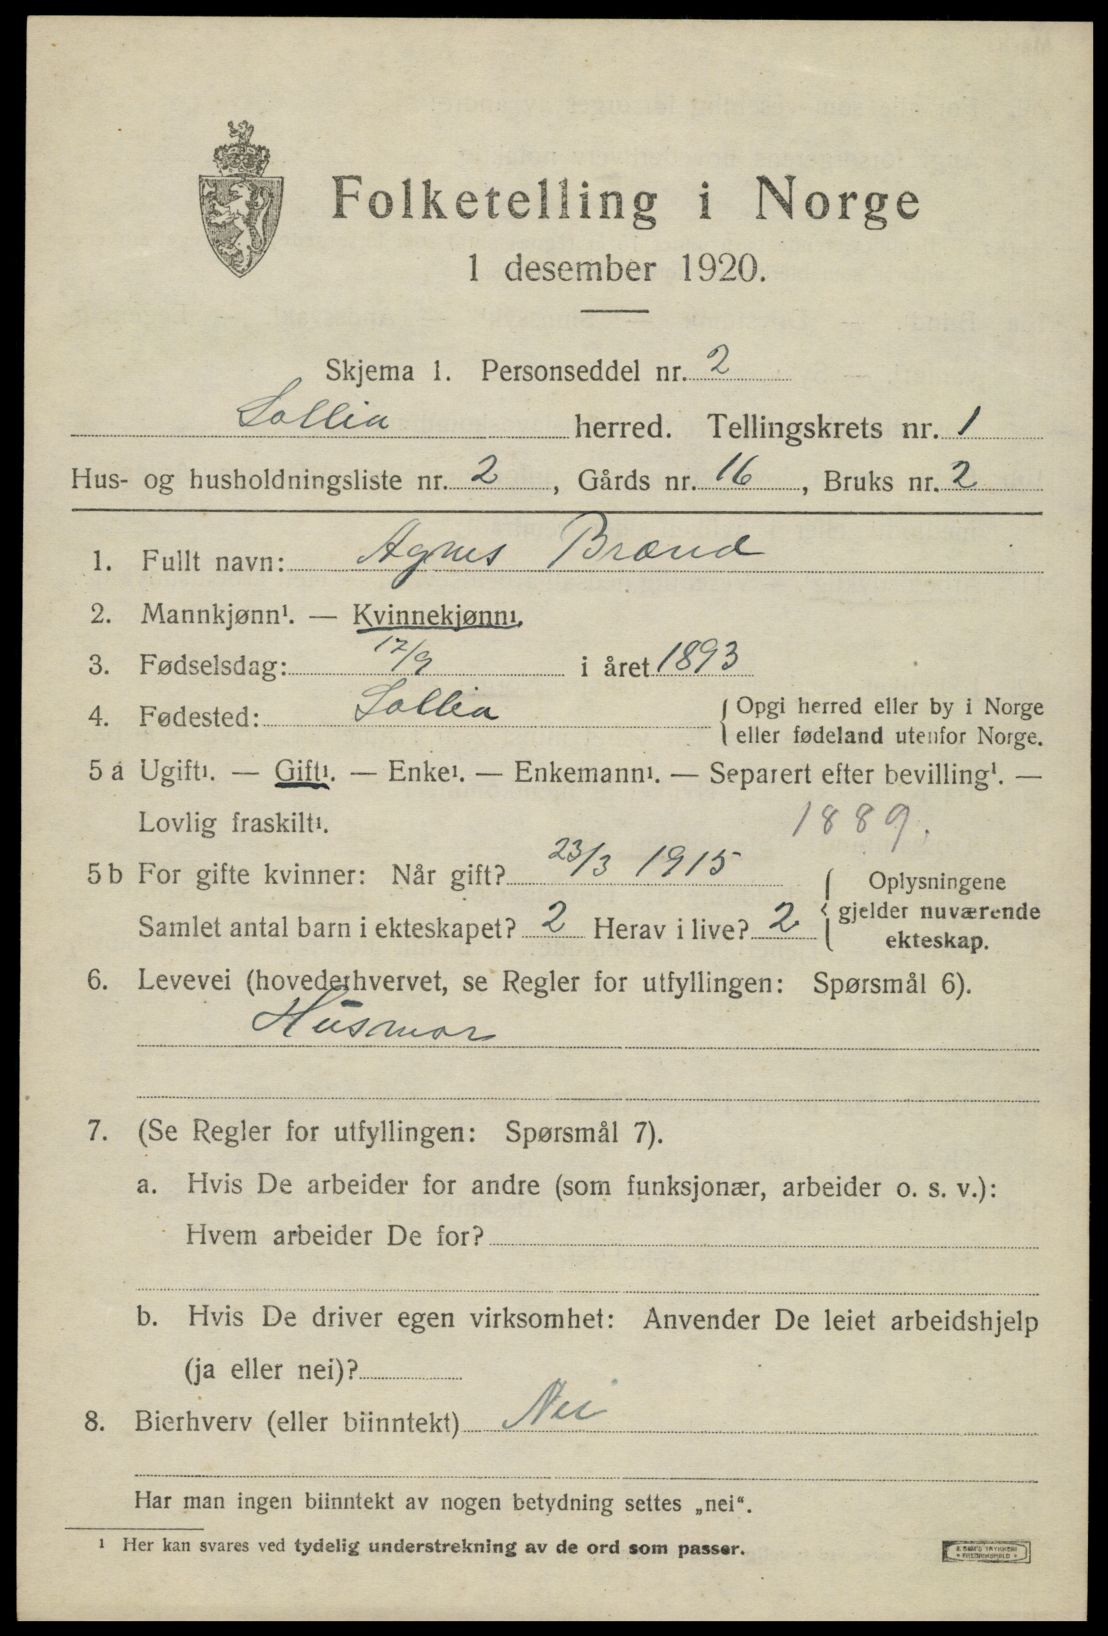 Folketelling i Norge
1 desember 1920.
Skjema 1. Personseddel nr. 2
Sollia herred. Tellingskrets nr. 1
Hus- og husholdningsliste nr. 2, Gårds nr. 16, Bruks nr. 2
1. Fullt navn: Agnes Brænd
2. Mannkjønn¹. — Kvinnekjønn¹.
3. Fødselsdag: 17/9 i året 1893
4. Fødested: Sollia { Opgi herred eller by i Norge
eller fødeland utenfor Norge.
5 a Ugift¹. — Gift¹. — Enke¹. — Enkemann¹. — Separert efter bevilling¹. —
Lovlig fraskilt¹. 1889.
5 b For gifte kvinner: Når gift? 23/3 1915 { Oplysningene
gjelder nuværende
ekteskap.
Samlet antal barn i ekteskapet? 2 Herav i live? 2
6. Levevei (hovederhvervet, se Regler for utfyllingen: Spørsmål 6).
Husmor
7. (Se Regler for utfyllingen: Spørsmål 7).
a. Hvis De arbeider for andre (som funksjonær, arbeider o. s. v.):
Hvem arbeider De for?
b. Hvis De driver egen virksomhet: Anvender De leiet arbeidshjelp
(ja eller nei)?
8. Bierhverv (eller biinntekt) Nei
Har man ingen biinntekt av nogen betydning settes „nei“.
¹ Her kan svares ved tydelig understrekning av de ord som passer.